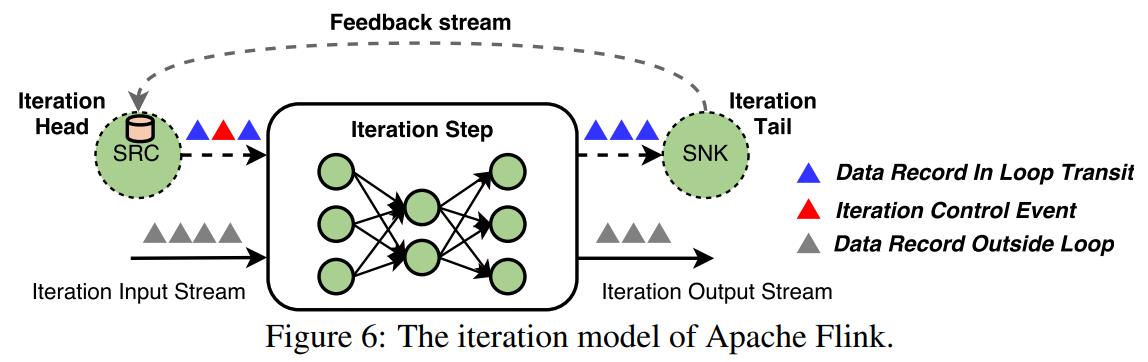 Feedback stream
Iteration
Head
SRC
Iteration Step
Iteration
Tail
SNK
Data Record In Loop Transit
Iteration Control Event
Data Record Outside Loop
Iteration Input Stream
Iteration Output Stream
Figure 6: The iteration model of Apache Flink.